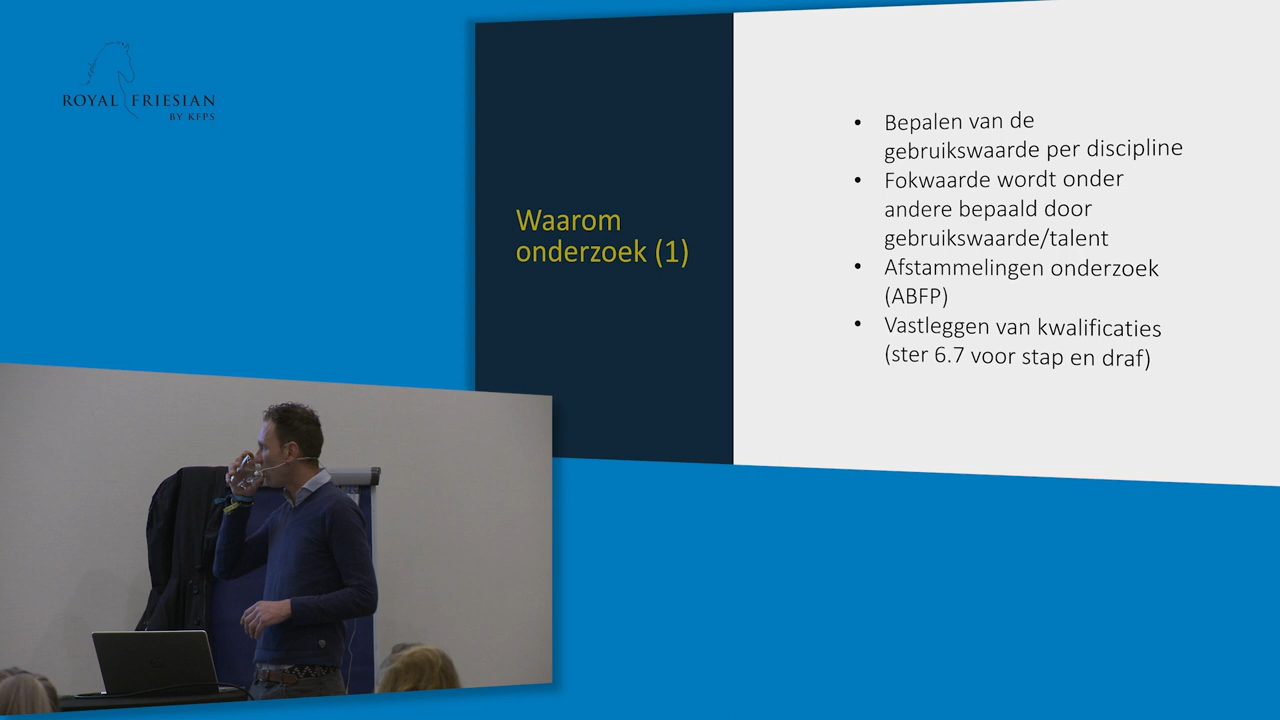 ROYAL FRIESIAN
BY KFPS
Waarom
onderzoek (1)
• Bepalen van de
gebruikswaarde per discipline
• Fokwaarde wordt onder
andere bepaald door
gebruikswaarde/talent
• Afstammelingen onderzoek
(ABFP)
• Vastleggen van kwalificaties
(ster 6.7 voor stap en draf)